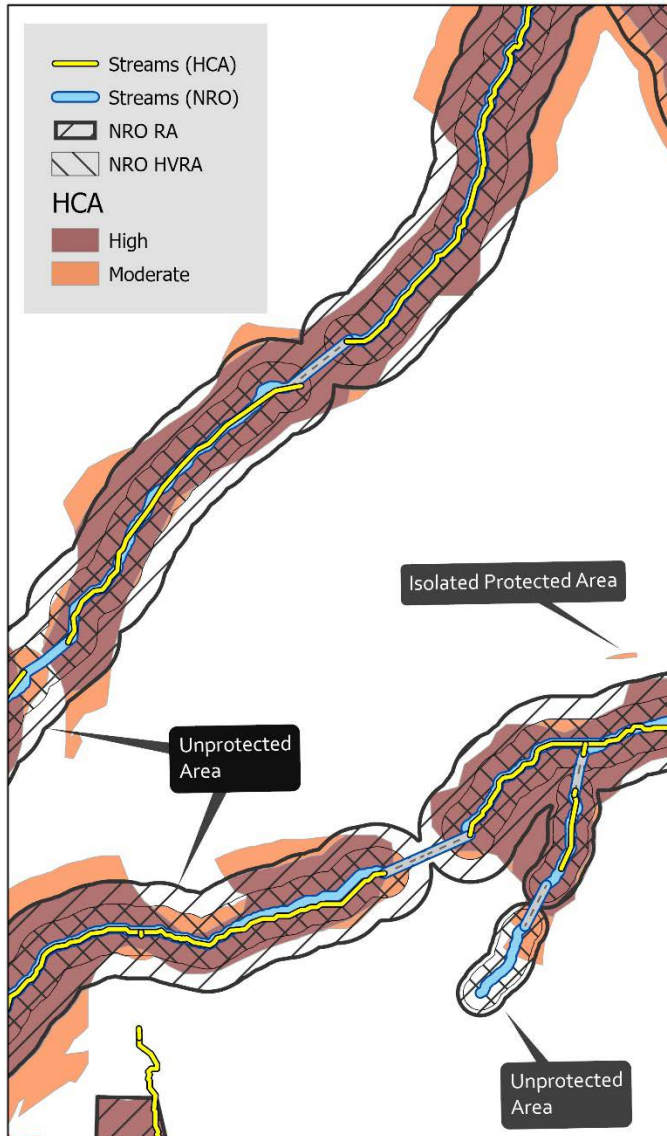 Streams (HCA)
Streams (NRO)
NRO RA
NRO HVRA
HCA
High
Moderate
Isolated Protected Area
Unprotected
Area
Unprotected
Area